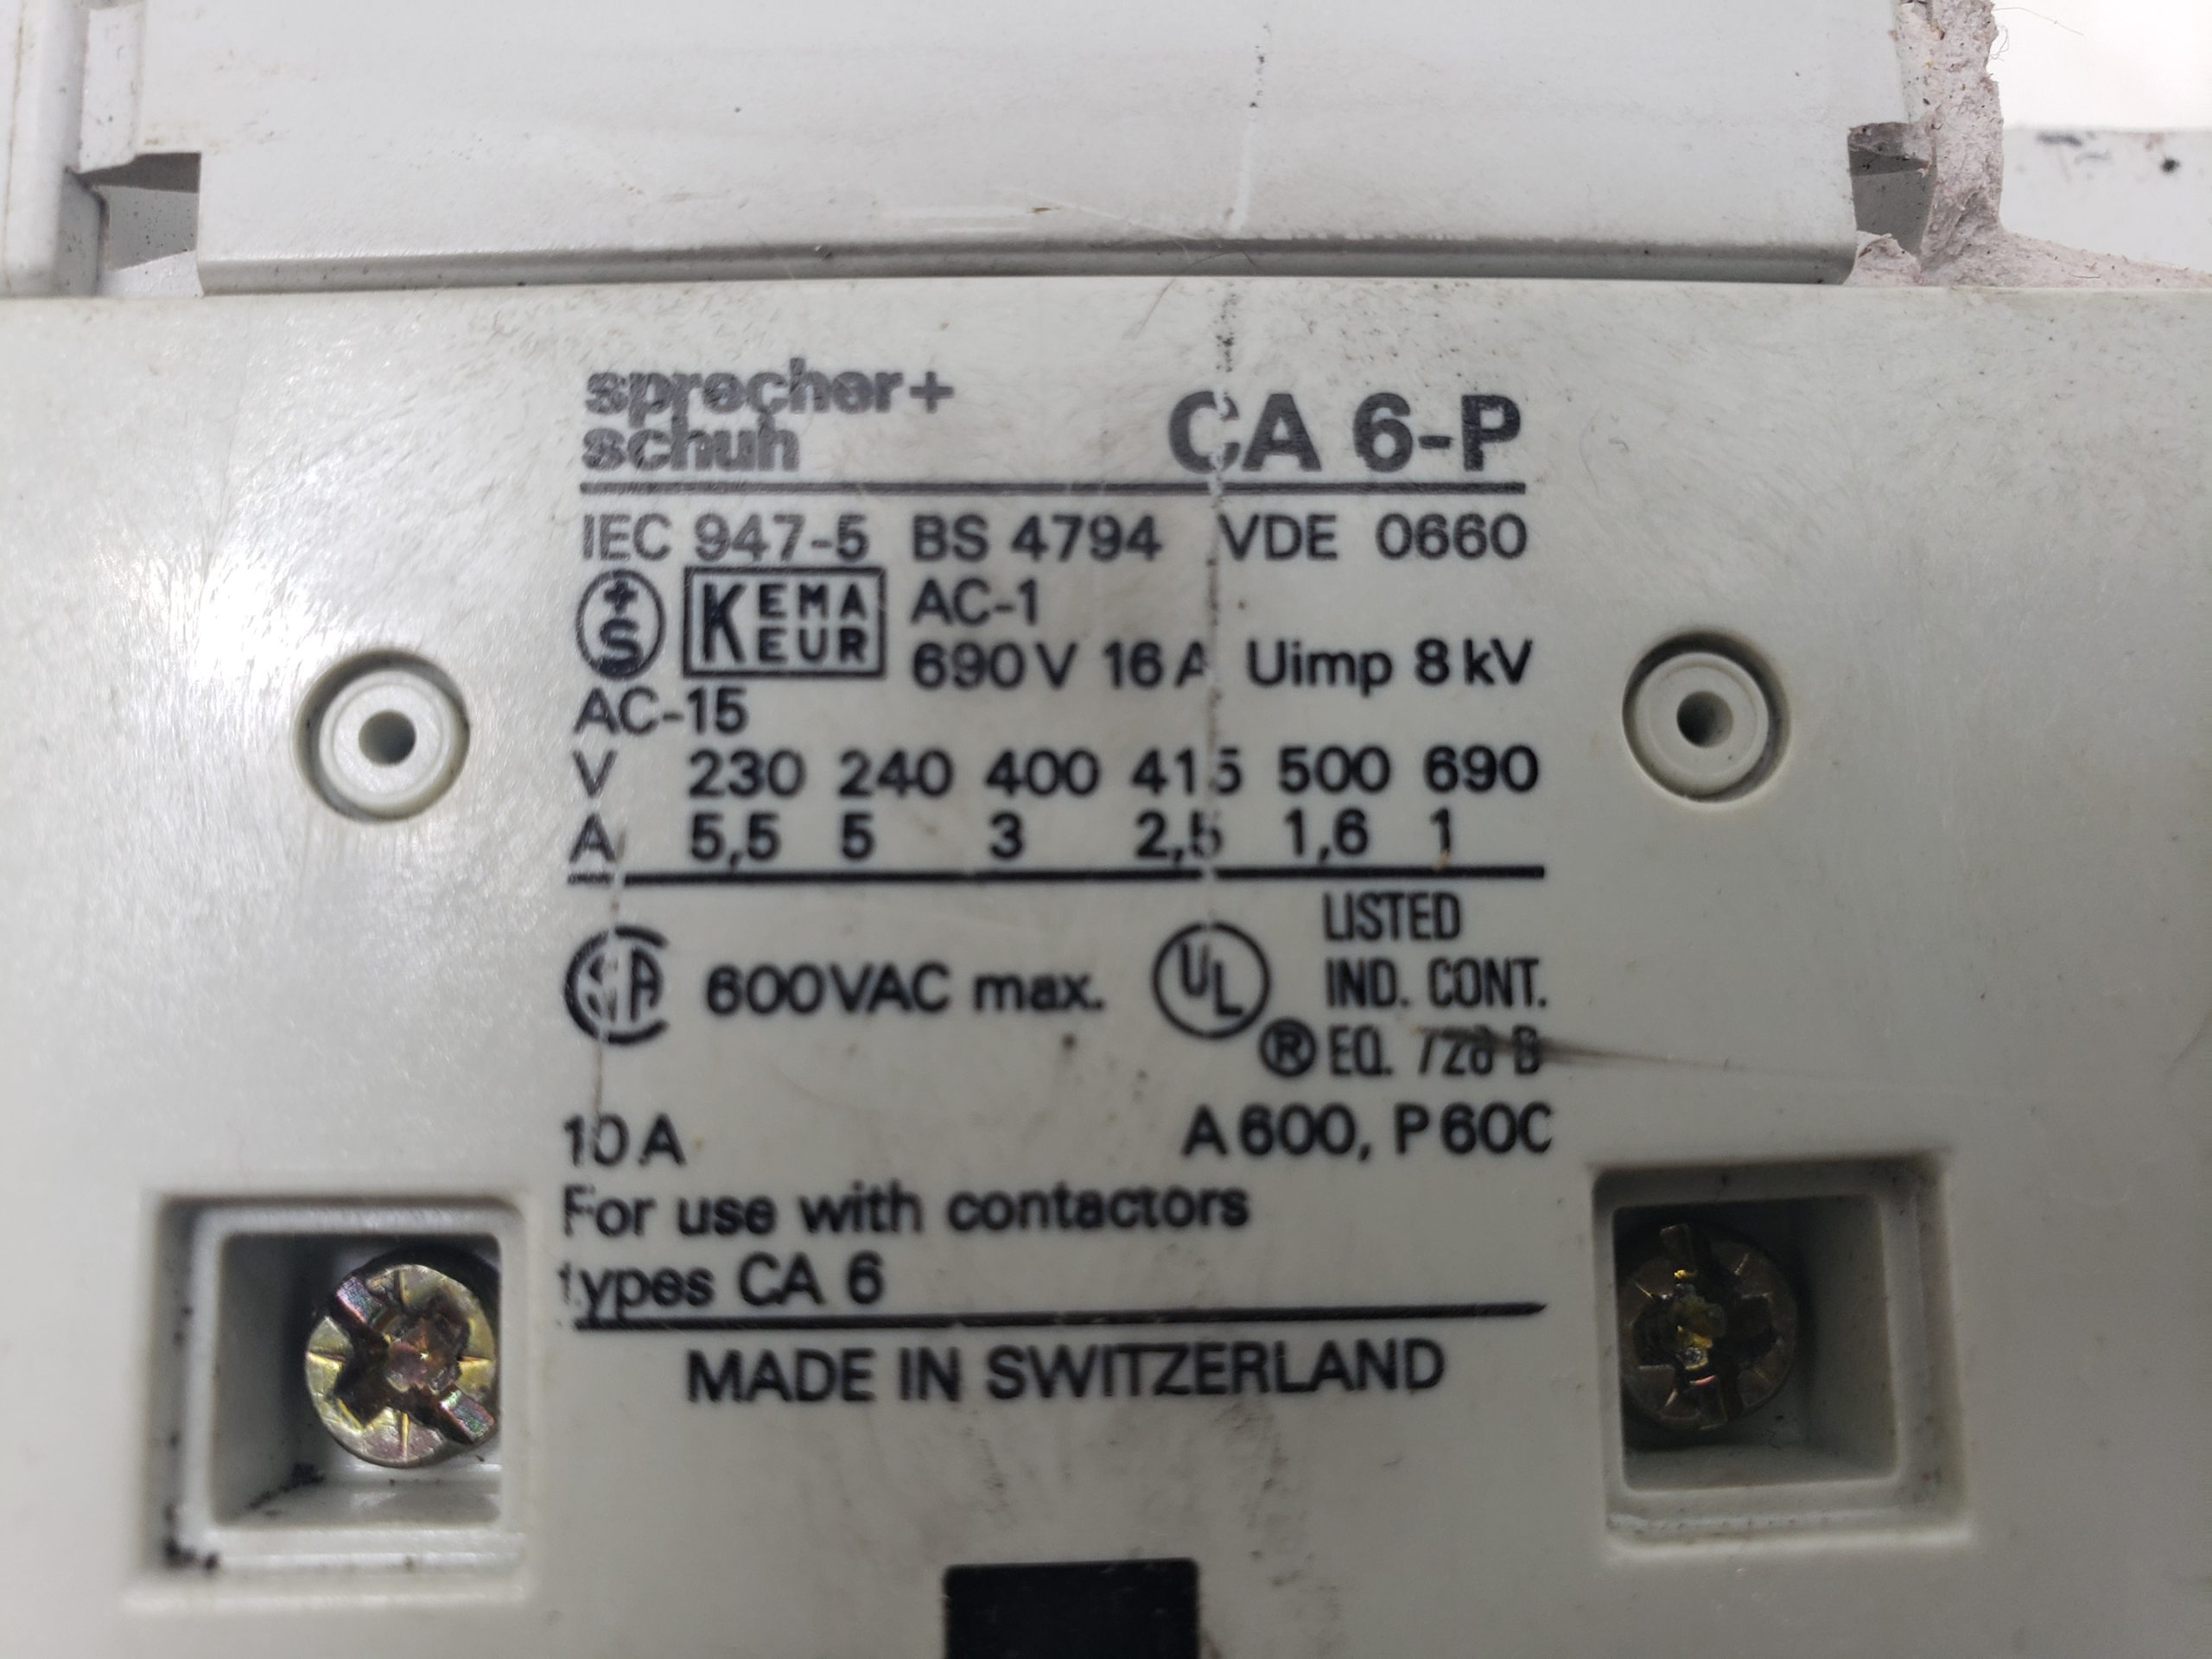 sprecher+
schuh
CA 6-P
IEC 947-5 BS 4794 VDE 0660
+S KEMA KEUR AC-1
690V 16A Uimp 8kV
AC-15
V 230 240 400 415 500 690
A 5,5 5 3 2,5 1,6 1
LISTED
SA 600VAC max. UL IND. CONT.
® EQ. 728 B
10A A600, P600
For use with contactors
types CA 6
MADE IN SWITZERLAND